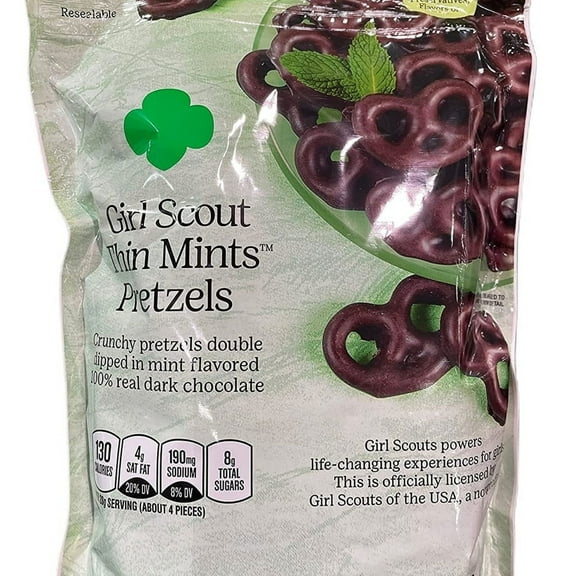 Resealable
Girl Scout
Thin Mints™
Pretzels
Crunchy pretzels double
dipped in mint flavored
100% real dark chocolate
130
CALORIES
4g
SAT FAT
20% DV
190mg
SODIUM
8% DV
8g
TOTAL
SUGARS
SERVING (ABOUT 4 PIECES)
Girl Scouts powers
life-changing experiences for
This is officially licensed
Girl Scouts of the USA, a